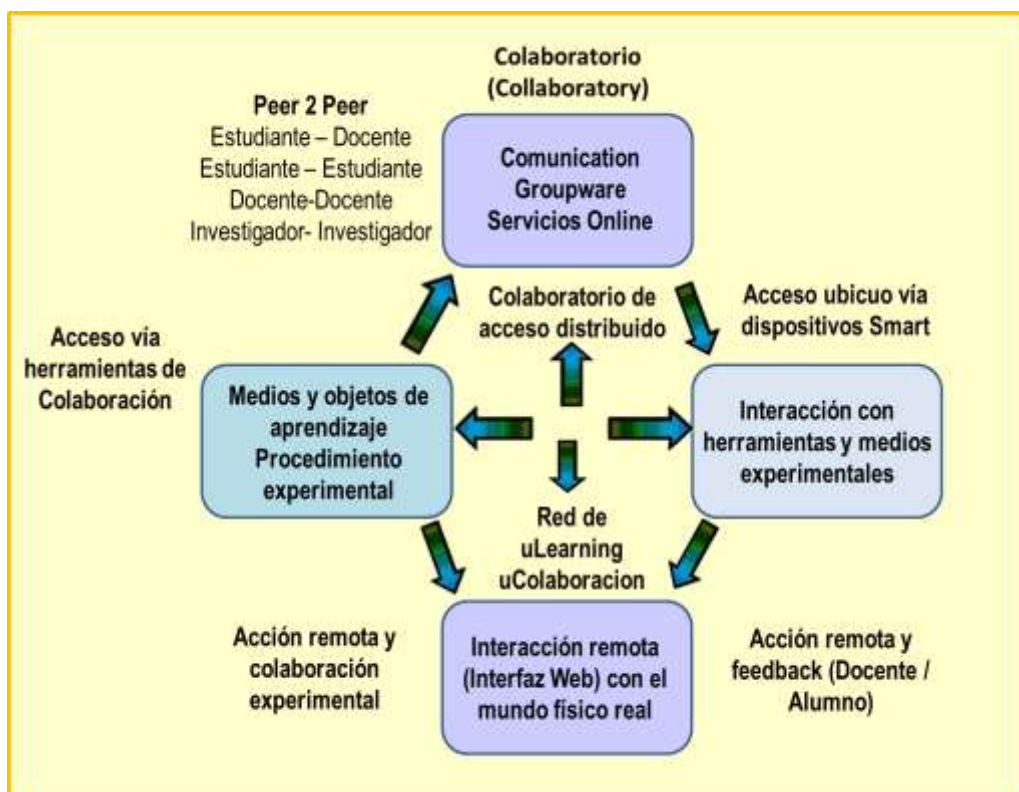 Colaboratorio
(Collaboratory)
Peer 2 Peer
Estudiante – Docente
Estudiante – Estudiante
Docente-Docente
Investigador- Investigador
Comunication
Groupware
Servicios Online
Colaboratorio de
acceso distribuido
Acceso ubicuo vía
dispositivos Smart
Acceso vía
herramientas de
Colaboración
Medios y objetos de
aprendizaje
Procedimiento
experimental
Interacción con
herramientas y medios
experimentales
Red de
uLearning
uColaboracion
Acción remota y
colaboración
experimental
Interacción remota
(Interfaz Web) con el
mundo físico real
Acción remota y
feedback (Docente /
Alumno)